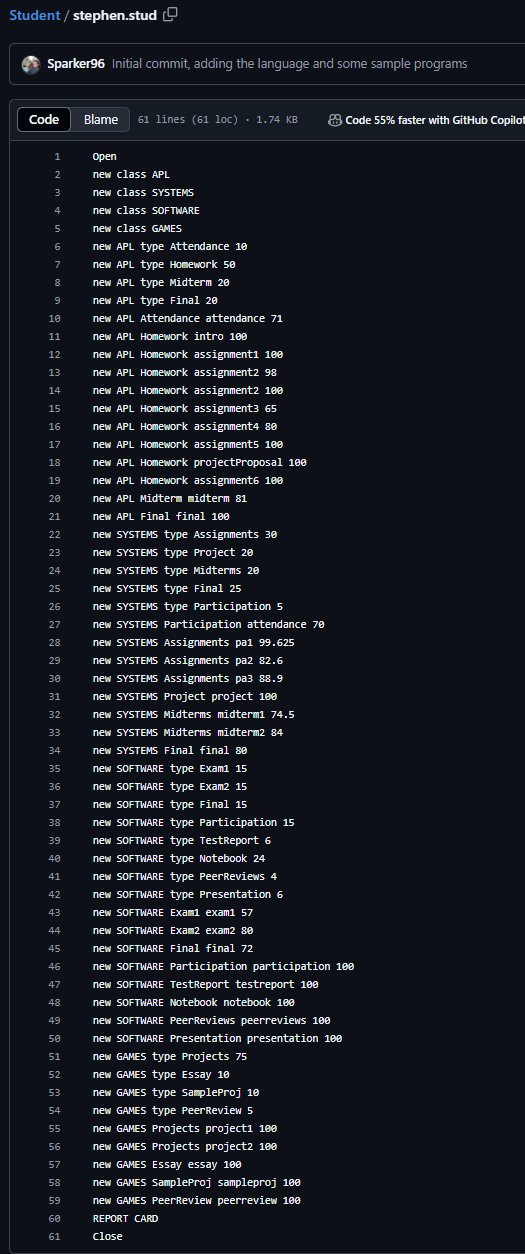 Student / stephen.stud
Sparker96 Initial commit, adding the language and some sample programs
Code Blame 61 lines (61 loc) · 1.74 KB Code 55% faster with GitHub Copilot
1 Open
2 new class APL
3 new class SYSTEMS
4 new class SOFTWARE
5 new class GAMES
6 new APL type Attendance 10
7 new APL type Homework 50
8 new APL type Midterm 20
9 new APL type Final 20
10 new APL Attendance attendance 71
11 new APL Homework intro 100
12 new APL Homework assignment1 100
13 new APL Homework assignment2 98
14 new APL Homework assignment2 100
15 new APL Homework assignment3 65
16 new APL Homework assignment4 80
17 new APL Homework assignment5 100
18 new APL Homework projectProposal 100
19 new APL Homework assignment6 100
20 new APL Midterm midterm 81
21 new APL Final final 100
22 new SYSTEMS type Assignments 30
23 new SYSTEMS type Project 20
24 new SYSTEMS type Midterms 20
25 new SYSTEMS type Final 25
26 new SYSTEMS type Participation 5
27 new SYSTEMS Participation attendance 70
28 new SYSTEMS Assignments pa1 99.625
29 new SYSTEMS Assignments pa2 82.6
30 new SYSTEMS Assignments pa3 88.9
31 new SYSTEMS Project project 100
32 new SYSTEMS Midterms midterm1 74.5
33 new SYSTEMS Midterms midterm2 84
34 new SYSTEMS Final final 80
35 new SOFTWARE type Exam1 15
36 new SOFTWARE type Exam2 15
37 new SOFTWARE type Final 15
38 new SOFTWARE type Participation 15
39 new SOFTWARE type TestReport 6
40 new SOFTWARE type Notebook 24
41 new SOFTWARE type PeerReviews 4
42 new SOFTWARE type Presentation 6
43 new SOFTWARE Exam1 exam1 57
44 new SOFTWARE Exam2 exam2 80
45 new SOFTWARE Final final 72
46 new SOFTWARE Participation participation 100
47 new SOFTWARE TestReport testreport 100
48 new SOFTWARE Notebook notebook 100
49 new SOFTWARE PeerReviews peerreviews 100
50 new SOFTWARE Presentation presentation 100
51 new GAMES type Projects 75
52 new GAMES type Essay 10
53 new GAMES type SampleProj 10
54 new GAMES type PeerReview 5
55 new GAMES Projects project1 100
56 new GAMES Projects project2 100
57 new GAMES Essay essay 100
58 new GAMES SampleProj sampleproj 100
59 new GAMES PeerReview peerreview 100
60 REPORT CARD
61 Close